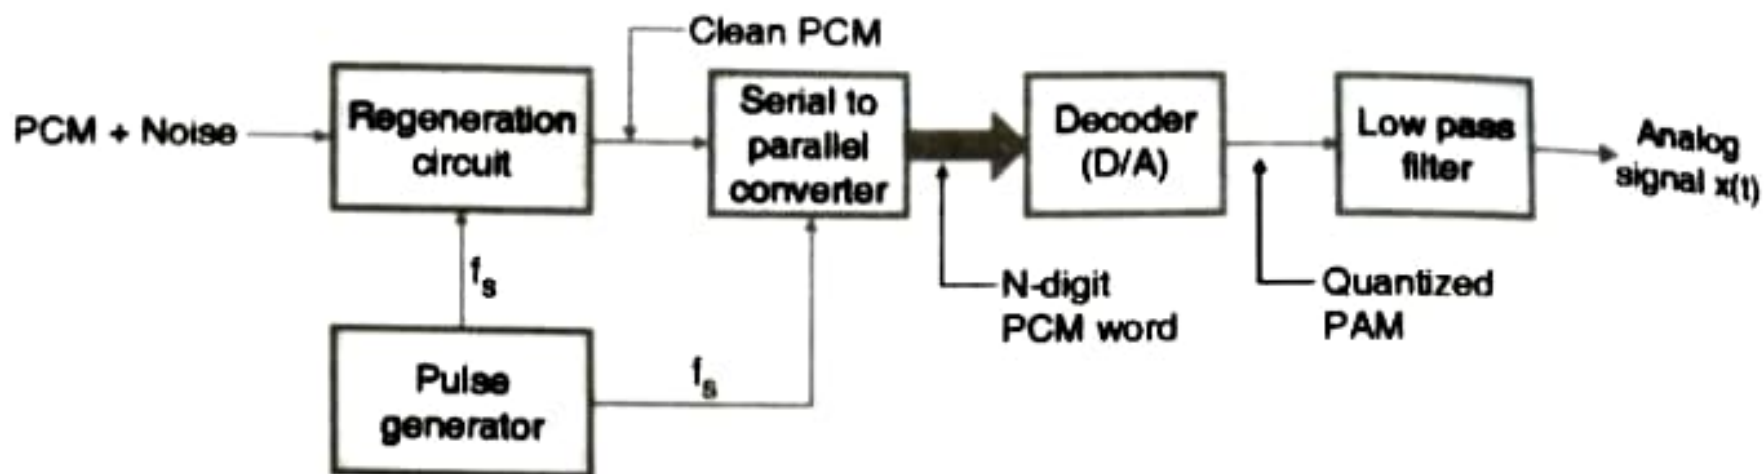 Clean PCM
PCM + Noise
Regeneration
circuit
Serial to
parallel
converter
Decoder
(D/A)
Low pass
filter
Analog
signal x(t)
fs
N-digit
PCM word
Quantized
PAM
Pulse
generator
fs